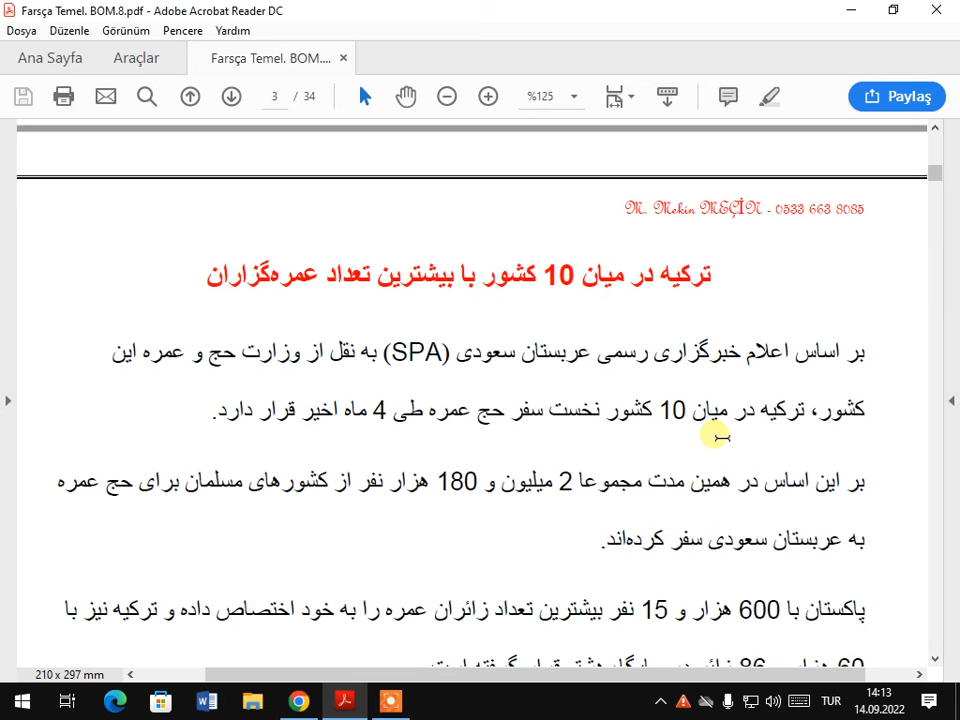 Farsça Temel. BOM.8.pdf - Adobe Acrobat Reader DC
Dosya Düzenle Görünüm Pencere Yardım
Ana Sayfa Araçlar Farsça Temel. BOM....
3 / 34 %125 Paylaş
M. Mekin MEÇİN - 0533 663 8085
ترکیه در میان 10 کشور با بیشترین تعداد عمره‌گزاران
بر اساس اعلام خبرگزاری رسمی عربستان سعودی (SPA) به نقل از وزارت حج و عمره این
کشور، ترکیه در میان 10 کشور نخست سفر حج عمره طی 4 ماه اخیر قرار دارد.
بر این اساس در همین مدت مجموعا 2 میلیون و 180 هزار نفر از کشورهای مسلمان برای حج عمره
به عربستان سعودی سفر کرده‌اند.
پاکستان با 600 هزار و 15 نفر بیشترین تعداد زائران عمره را به خود اختصاص داده و ترکیه نیز با
210 x 297 mm
TUR
14:13
14.09.2022